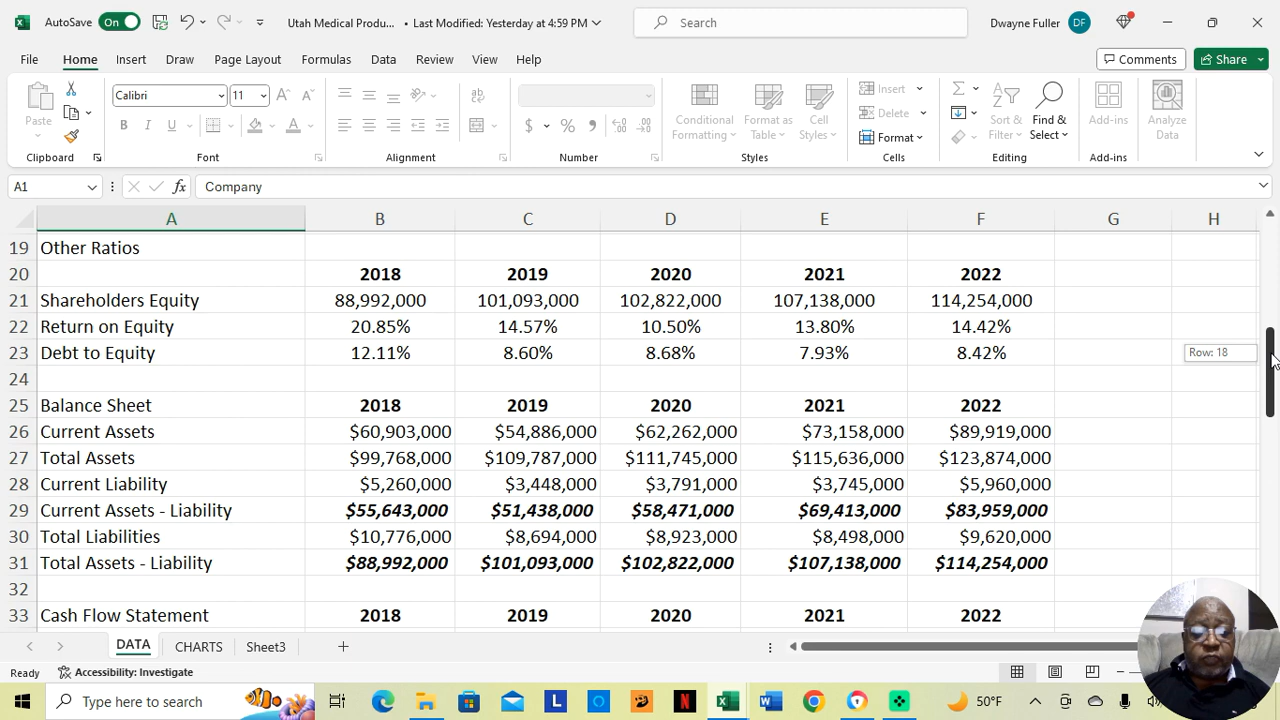 AutoSave On Utah Medical Produ... • Last Modified: Yesterday at 4:59 PM Search Dwayne Fuller DF
File Home Insert Draw Page Layout Formulas Data Review View Help Comments Share
Paste Calibri 11 Conditional Formatting Format as Table Cell Styles Insert Delete Format Sort & Filter Find & Select Add-ins Analyze Data
B I U A $ % 9
Clipboard Font Alignment Number Styles Cells Editing Add-ins
A1 fx Company
A B C D E F G H
19 Other Ratios
20 2018 2019 2020 2021 2022
21 Shareholders Equity 88,992,000 101,093,000 102,822,000 107,138,000 114,254,000
22 Return on Equity 20.85% 14.57% 10.50% 13.80% 14.42%
23 Debt to Equity 12.11% 8.60% 8.68% 7.93% 8.42% Row: 18
24
25 Balance Sheet 2018 2019 2020 2021 2022
26 Current Assets $60,903,000 $54,886,000 $62,262,000 $73,158,000 $89,919,000
27 Total Assets $99,768,000 $109,787,000 $111,745,000 $115,636,000 $123,874,000
28 Current Liability $5,260,000 $3,448,000 $3,791,000 $3,745,000 $5,960,000
29 Current Assets - Liability $55,643,000 $51,438,000 $58,471,000 $69,413,000 $83,959,000
30 Total Liabilities $10,776,000 $8,694,000 $8,923,000 $8,498,000 $9,620,000
31 Total Assets - Liability $88,992,000 $101,093,000 $102,822,000 $107,138,000 $114,254,000
32
33 Cash Flow Statement 2018 2019 2020 2021 2022
DATA CHARTS Sheet3
Ready Accessibility: Investigate
Type here to search 50°F